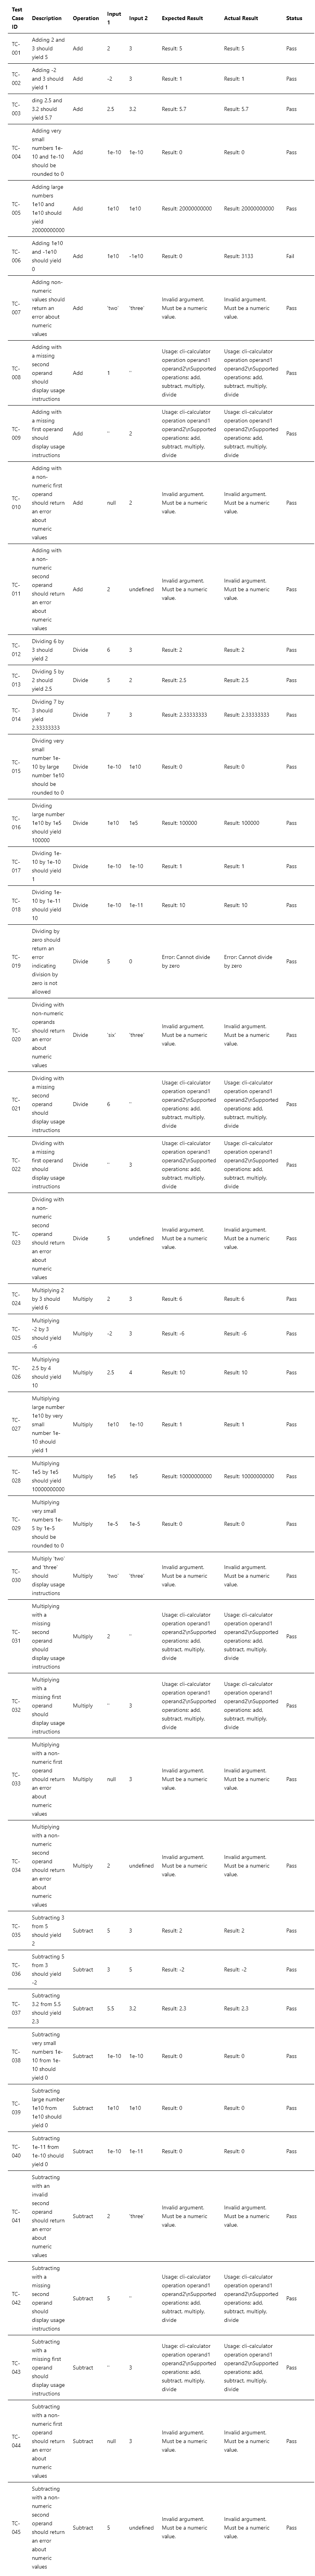 Test Case ID Description Operation Input 1 Input 2 Expected Result Actual Result Status
TC-001 Adding 2 and 3 should yield 5 Add 2 3 Result: 5 Result: 5 Pass
TC-002 Adding -2 and 3 should yield 1 Add -2 3 Result: 1 Result: 1 Pass
TC-003 ding 2.5 and 3.2 should yield 5.7 Add 2.5 3.2 Result: 5.7 Result: 5.7 Pass
TC-004 Adding very small numbers 1e-10 and 1e-10 should be rounded to 0 Add 1e-10 1e-10 Result: 0 Result: 0 Pass
TC-005 Adding large numbers 1e10 and 1e10 should yield 20000000000 Add 1e10 1e10 Result: 20000000000 Result: 20000000000 Pass
TC-006 Adding 1e10 and -1e10 should yield 0 Add 1e10 -1e10 Result: 0 Result: 3133 Fail
TC-007 Adding non-numeric values should return an error about numeric values Add 'two' 'three' Invalid argument. Must be a numeric value. Invalid argument. Must be a numeric value. Pass
TC-008 Adding with a missing second operand should display usage instructions Add 1 '' Usage: cli-calculator operation operand1 operand2\nSupported operations: add, subtract, multiply, divide Usage: cli-calculator operation operand1 operand2\nSupported operations: add, subtract, multiply, divide Pass
TC-009 Adding with a missing first operand should display usage instructions Add '' 2 Usage: cli-calculator operation operand1 operand2\nSupported operations: add, subtract, multiply, divide Usage: cli-calculator operation operand1 operand2\nSupported operations: add, subtract, multiply, divide Pass
TC-010 Adding with a non-numeric first operand should return an error about numeric values Add null 2 Invalid argument. Must be a numeric value. Invalid argument. Must be a numeric value. Pass
TC-011 Adding with a non-numeric second operand should return an error about numeric values Add 2 undefined Invalid argument. Must be a numeric value. Invalid argument. Must be a numeric value. Pass
TC-012 Dividing 6 by 3 should yield 2 Divide 6 3 Result: 2 Result: 2 Pass
TC-013 Dividing 5 by 2 should yield 2.5 Divide 5 2 Result: 2.5 Result: 2.5 Pass
TC-014 Dividing 7 by 3 should yield 2.33333333 Divide 7 3 Result: 2.33333333 Result: 2.33333333 Pass
TC-015 Dividing very small number 1e-10 by large number 1e10 should be rounded to 0 Divide 1e-10 1e10 Result: 0 Result: 0 Pass
TC-016 Dividing large number 1e10 by 1e5 should yield 100000 Divide 1e10 1e5 Result: 100000 Result: 100000 Pass
TC-017 Dividing 1e-10 by 1e-10 should yield 1 Divide 1e-10 1e-10 Result: 1 Result: 1 Pass
TC-018 Dividing 1e-10 by 1e-11 should yield 10 Divide 1e-10 1e-11 Result: 10 Result: 10 Pass
TC-019 Dividing by zero should return an error indicating division by zero is not allowed Divide 5 0 Error: Cannot divide by zero Error: Cannot divide by zero Pass
TC-020 Dividing with non-numeric operands should return an error about numeric values Divide 'six' 'three' Invalid argument. Must be a numeric value. Invalid argument. Must be a numeric value. Pass
TC-021 Dividing with a missing second operand should display usage instructions Divide 6 '' Usage: cli-calculator operation operand1 operand2\nSupported operations: add, subtract, multiply, divide Usage: cli-calculator operation operand1 operand2\nSupported operations: add, subtract, multiply, divide Pass
TC-022 Dividing with a missing first operand should display usage instructions Divide '' 3 Usage: cli-calculator operation operand1 operand2\nSupported operations: add, subtract, multiply, divide Usage: cli-calculator operation operand1 operand2\nSupported operations: add, subtract, multiply, divide Pass
TC-023 Dividing with a non-numeric second operand should return an error about numeric values Divide 5 undefined Invalid argument. Must be a numeric value. Invalid argument. Must be a numeric value. Pass
TC-024 Multiplying 2 by 3 should yield 6 Multiply 2 3 Result: 6 Result: 6 Pass
TC-025 Multiplying -2 by 3 should yield -6 Multiply -2 3 Result: -6 Result: -6 Pass
TC-026 Multiplying 2.5 by 4 should yield 10 Multiply 2.5 4 Result: 10 Result: 10 Pass
TC-027 Multiplying large number 1e10 by very small number 1e-10 should yield 1 Multiply 1e10 1e-10 Result: 1 Result: 1 Pass
TC-028 Multiplying 1e5 by 1e5 should yield 10000000000 Multiply 1e5 1e5 Result: 10000000000 Result: 10000000000 Pass
TC-029 Multiplying very small numbers 1e-5 by 1e-5 should be rounded to 0 Multiply 1e-5 1e-5 Result: 0 Result: 0 Pass
TC-030 Multiply 'two' and 'three' should display usage instructions Multiply 'two' 'three' Invalid argument. Must be a numeric value. Invalid argument. Must be a numeric value. Pass
TC-031 Multiplying with a missing second operand should display usage instructions Multiply 2 '' Usage: cli-calculator operation operand1 operand2\nSupported operations: add, subtract, multiply, divide Usage: cli-calculator operation operand1 operand2\nSupported operations: add, subtract, multiply, divide Pass
TC-032 Multiplying with a missing first operand should display usage instructions Multiply '' 3 Usage: cli-calculator operation operand1 operand2\nSupported operations: add, subtract, multiply, divide Usage: cli-calculator operation operand1 operand2\nSupported operations: add, subtract, multiply, divide Pass
TC-033 Multiplying with a non-numeric first operand should return an error about numeric values Multiply null 3 Invalid argument. Must be a numeric value. Invalid argument. Must be a numeric value. Pass
TC-034 Multiplying with a non-numeric second operand should return an error about numeric values Multiply 2 undefined Invalid argument. Must be a numeric value. Invalid argument. Must be a numeric value. Pass
TC-035 Subtracting 3 from 5 should yield 2 Subtract 5 3 Result: 2 Result: 2 Pass
TC-036 Subtracting 5 from 3 should yield -2 Subtract 3 5 Result: -2 Result: -2 Pass
TC-037 Subtracting 3.2 from 5.5 should yield 2.3 Subtract 5.5 3.2 Result: 2.3 Result: 2.3 Pass
TC-038 Subtracting very small numbers 1e-10 from 1e-10 should yield 0 Subtract 1e-10 1e-10 Result: 0 Result: 0 Pass
TC-039 Subtracting large number 1e10 from 1e10 should yield 0 Subtract 1e10 1e10 Result: 0 Result: 0 Pass
TC-040 Subtracting 1e-11 from 1e-10 should yield 0 Subtract 1e-10 1e-11 Result: 0 Result: 0 Pass
TC-041 Subtracting with an invalid second operand should return an error about numeric values Subtract 2 'three' Invalid argument. Must be a numeric value. Invalid argument. Must be a numeric value. Pass
TC-042 Subtracting with a missing second operand should display usage instructions Subtract 5 '' Usage: cli-calculator operation operand1 operand2\nSupported operations: add, subtract, multiply, divide Usage: cli-calculator operation operand1 operand2\nSupported operations: add, subtract, multiply, divide Pass
TC-043 Subtracting with a missing first operand should display usage instructions Subtract '' 3 Usage: cli-calculator operation operand1 operand2\nSupported operations: add, subtract, multiply, divide Usage: cli-calculator operation operand1 operand2\nSupported operations: add, subtract, multiply, divide Pass
TC-044 Subtracting with a non-numeric first operand should return an error about numeric values Subtract null 3 Invalid argument. Must be a numeric value. Invalid argument. Must be a numeric value. Pass
TC-045 Subtracting with a non-numeric second operand should return an error about numeric values Subtract 5 undefined Invalid argument. Must be a numeric value. Invalid argument. Must be a numeric value. Pass